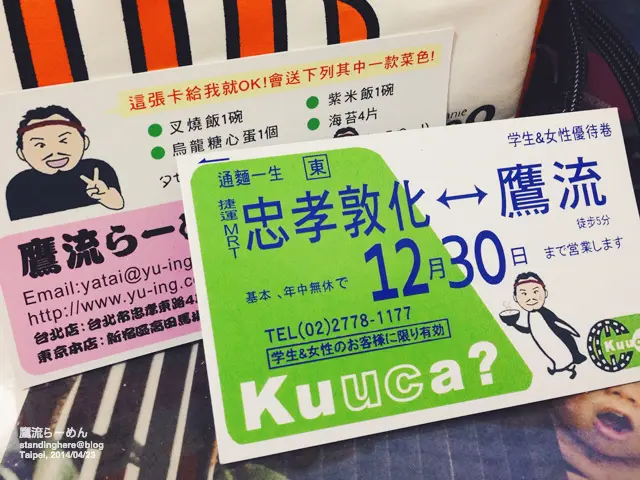 這張卡給我就OK!會送下列其中一款菜色!
叉燒飯1碗
紫米飯1碗
烏龍糖心蛋1個
海苔4片
鷹流らーめ
Email:yatai@yu-ing
http://www.yu-ing.c
台北店:台北市忠孝東路4
東京本店:新宿區高田馬場
学生&女性優待巻
通麵一生 東
捷運MRT 忠孝敦化↔鷹流
徒歩5分
基本、年中無休で 12月30日 まで営業します
TEL(02)2778-1177
学生&女性のお客様に限り有効
Kuuca?
Kuu
鷹流らーめん
standinghere@blog
Taipei, 2014/04/23